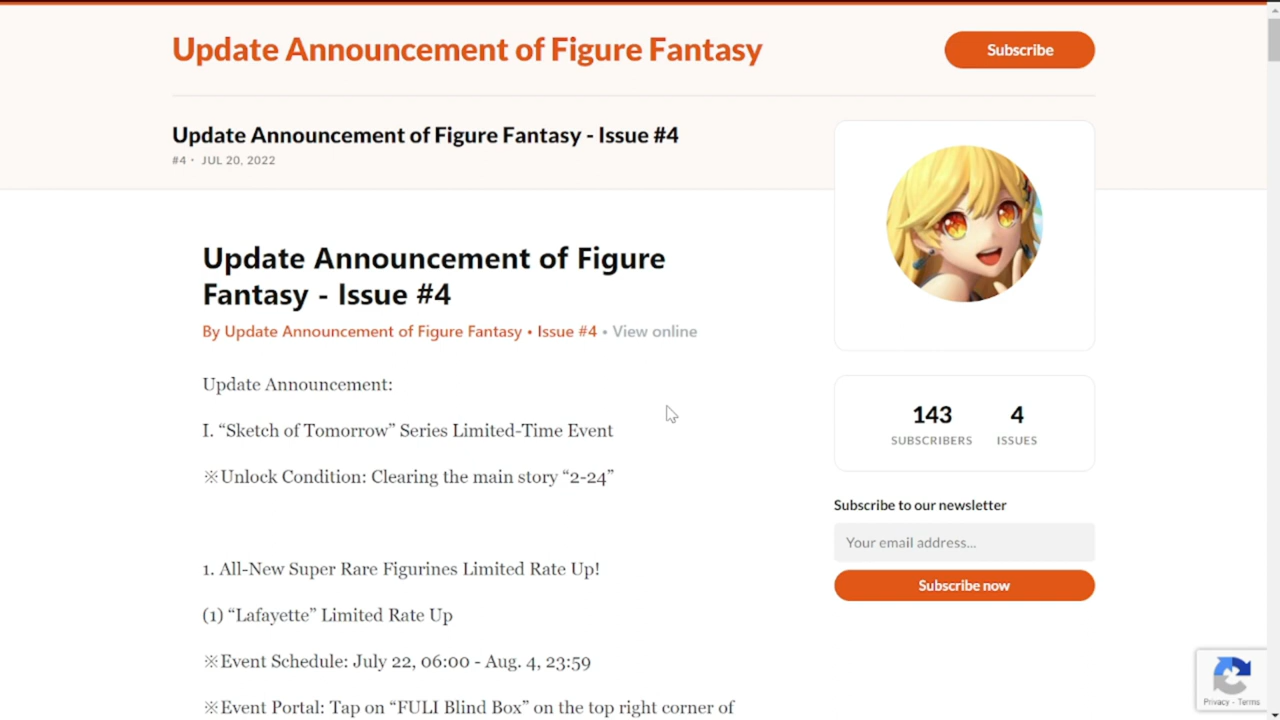 Update Announcement of Figure Fantasy
Subscribe
Update Announcement of Figure Fantasy - Issue #4
#4 · JUL 20, 2022
Update Announcement of Figure
Fantasy - Issue #4
By Update Announcement of Figure Fantasy • Issue #4 • View online
Update Announcement:
I. “Sketch of Tomorrow” Series Limited-Time Event
※Unlock Condition: Clearing the main story “2-24”
1. All-New Super Rare Figurines Limited Rate Up!
(1) “Lafayette” Limited Rate Up
※Event Schedule: July 22, 06:00 - Aug. 4, 23:59
※Event Portal: Tap on “FULI Blind Box” on the top right corner of
143 4
SUBSCRIBERS ISSUES
Subscribe to our newsletter
Your email address...
Subscribe now
Privacy - Terms